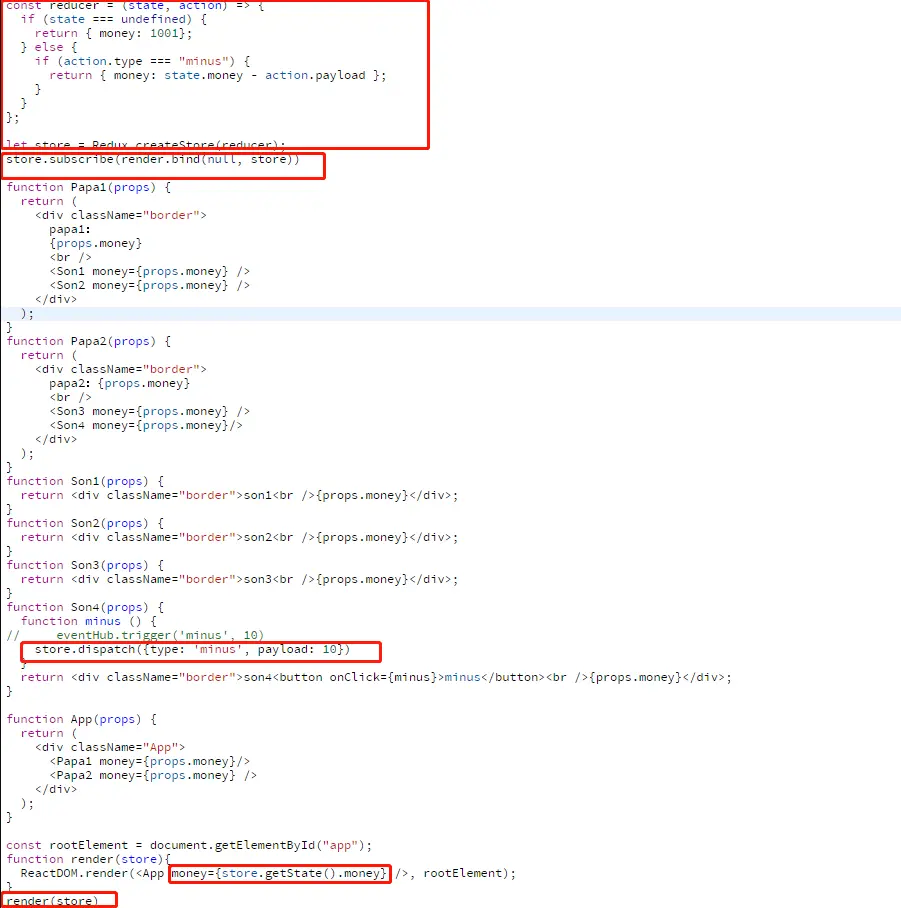 const reducer = (state, action) => {
  if (state === undefined) {
    return { money: 1001};
  } else {
    if (action.type === "minus") {
      return { money: state.money - action.payload };
    }
  }
};

let store = Redux.createStore(reducer);
store.subscribe(render.bind(null, store))

function Papa1(props) {
  return (
    <div className="border">
      papa1:
      {props.money}
      <br />
      <Son1 money={props.money} />
      <Son2 money={props.money} />
    </div>
  );
}
function Papa2(props) {
  return (
    <div className="border">
      papa2: {props.money}
      <br />
      <Son3 money={props.money} />
      <Son4 money={props.money}/>
    </div>
  );
}
function Son1(props) {
  return <div className="border">son1<br />{props.money}</div>;
}
function Son2(props) {
  return <div className="border">son2<br />{props.money}</div>;
}
function Son3(props) {
  return <div className="border">son3<br />{props.money}</div>;
}
function Son4(props) {
  function minus () {
//     eventHub.trigger('minus', 10)
    store.dispatch({type: 'minus', payload: 10})
  }
  return <div className="border">son4<button onClick={minus}>minus</button><br />{props.money}</div>;
}

function App(props) {
  return (
    <div className="App">
      <Papa1 money={props.money}/>
      <Papa2 money={props.money} />
    </div>
  );
}

const rootElement = document.getElementById("app");
function render(store){
  ReactDOM.render(<App money={store.getState().money} />, rootElement);
}
render(store)